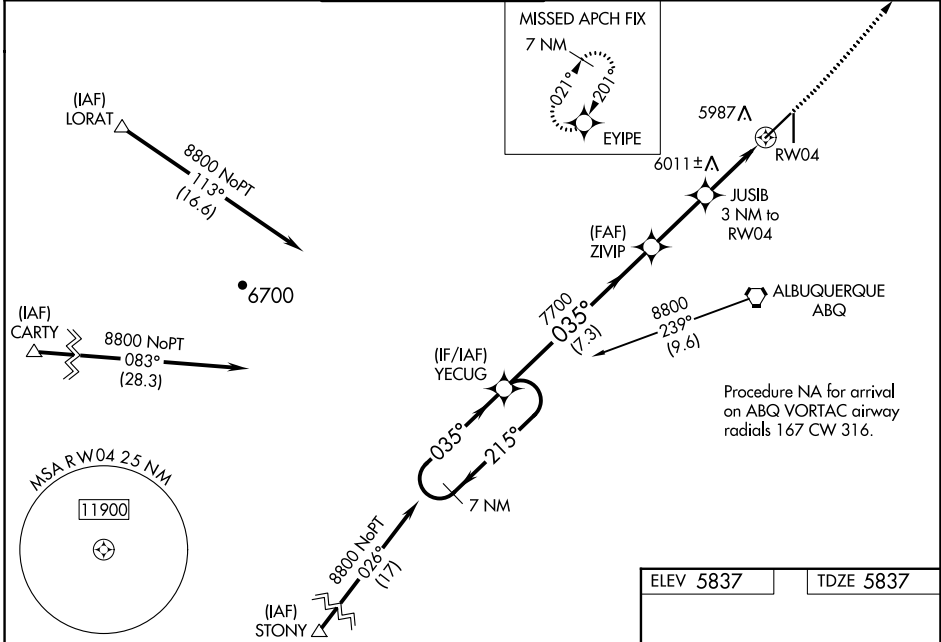 MISSED APCH FIX
7 NM
021°
201°
EYIPE
(IAF)
LORAT
8800 NoPT
113°
(16.6)
5987
RW04
6011±
JUSIB
3 NM to
RW04
(FAF)
ZIVIP
6700
ALBUQUERQUE
ABQ
8800
239°
(9.6)
7700
035°
(7.3)
(IAF)
CARTY
8800 NoPT
083°
(28.3)
(IF/IAF)
YECUG
Procedure NA for arrival
on ABQ VORTAC airway
radials 167 CW 316.
035°
215°
7 NM
MSA RW04 25 NM
11900
8800 NoPT
026°
(17)
(IAF)
STONY
ELEV 5837
TDZE 5837